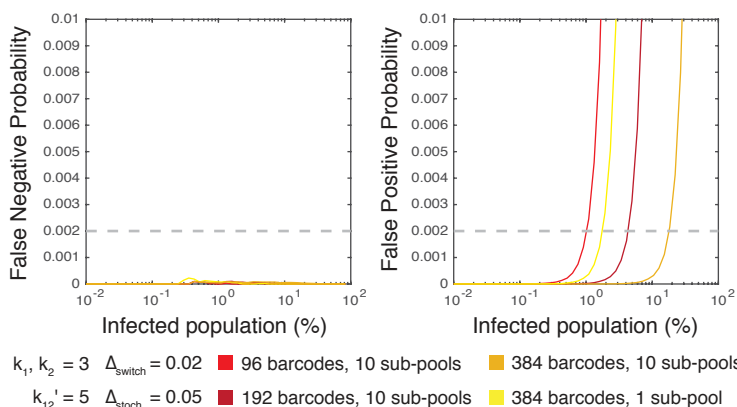 0.01
0.009
0.008
0.007
0.006
0.005
0.004
0.003
0.002
0.001
0
False Negative Probability
10^-2 10^-1 10^0 10^1 10^2
Infected population (%)
0.01
0.009
0.008
0.007
0.006
0.005
0.004
0.003
0.002
0.001
0
False Positive Probability
10^-2 10^-1 10^0 10^1 10^2
Infected population (%)
k1, k2 = 3 Δswitch = 0.02 96 barcodes, 10 sub-pools 384 barcodes, 10 sub-pools
k12' = 5 Δstoch = 0.05 192 barcodes, 10 sub-pools 384 barcodes, 1 sub-pool